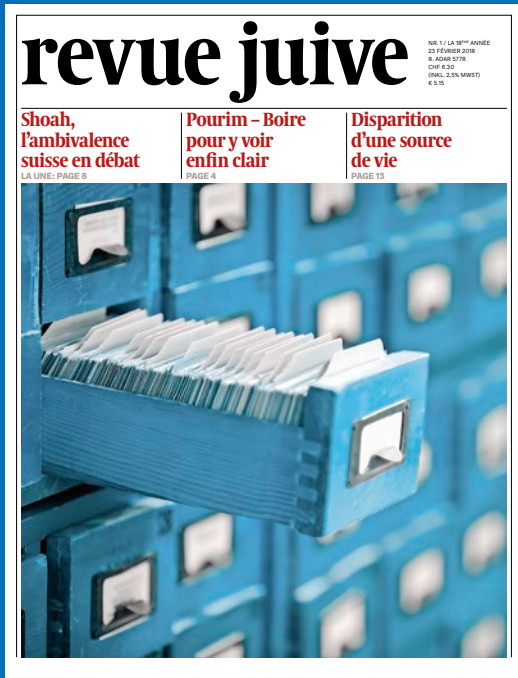 revue juive
NR. 1 / LA 18ÈME ANNÉE
23 FÉVRIER 2018
8. ADAR 5778
CHF 6.30
(INKL. 2,5% MWST)
€ 5.15
Shoah,
l’ambivalence
suisse en débat
LA UNE: PAGE 8
Pourim – Boire
pour y voir
enfin clair
PAGE 4
Disparition
d’une source
de vie
PAGE 13